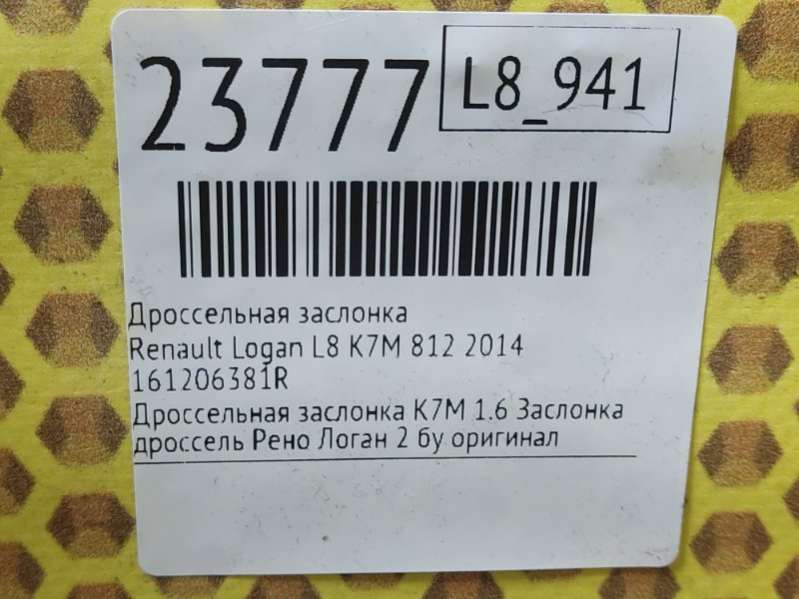 23777
L8_941
Дроссельная заслонка
Renault Logan L8 K7M 812 2014
161206381R
Дроссельная заслонка K7M 1.6 Заслонка
дроссель Рено Логан 2 бу оригинал